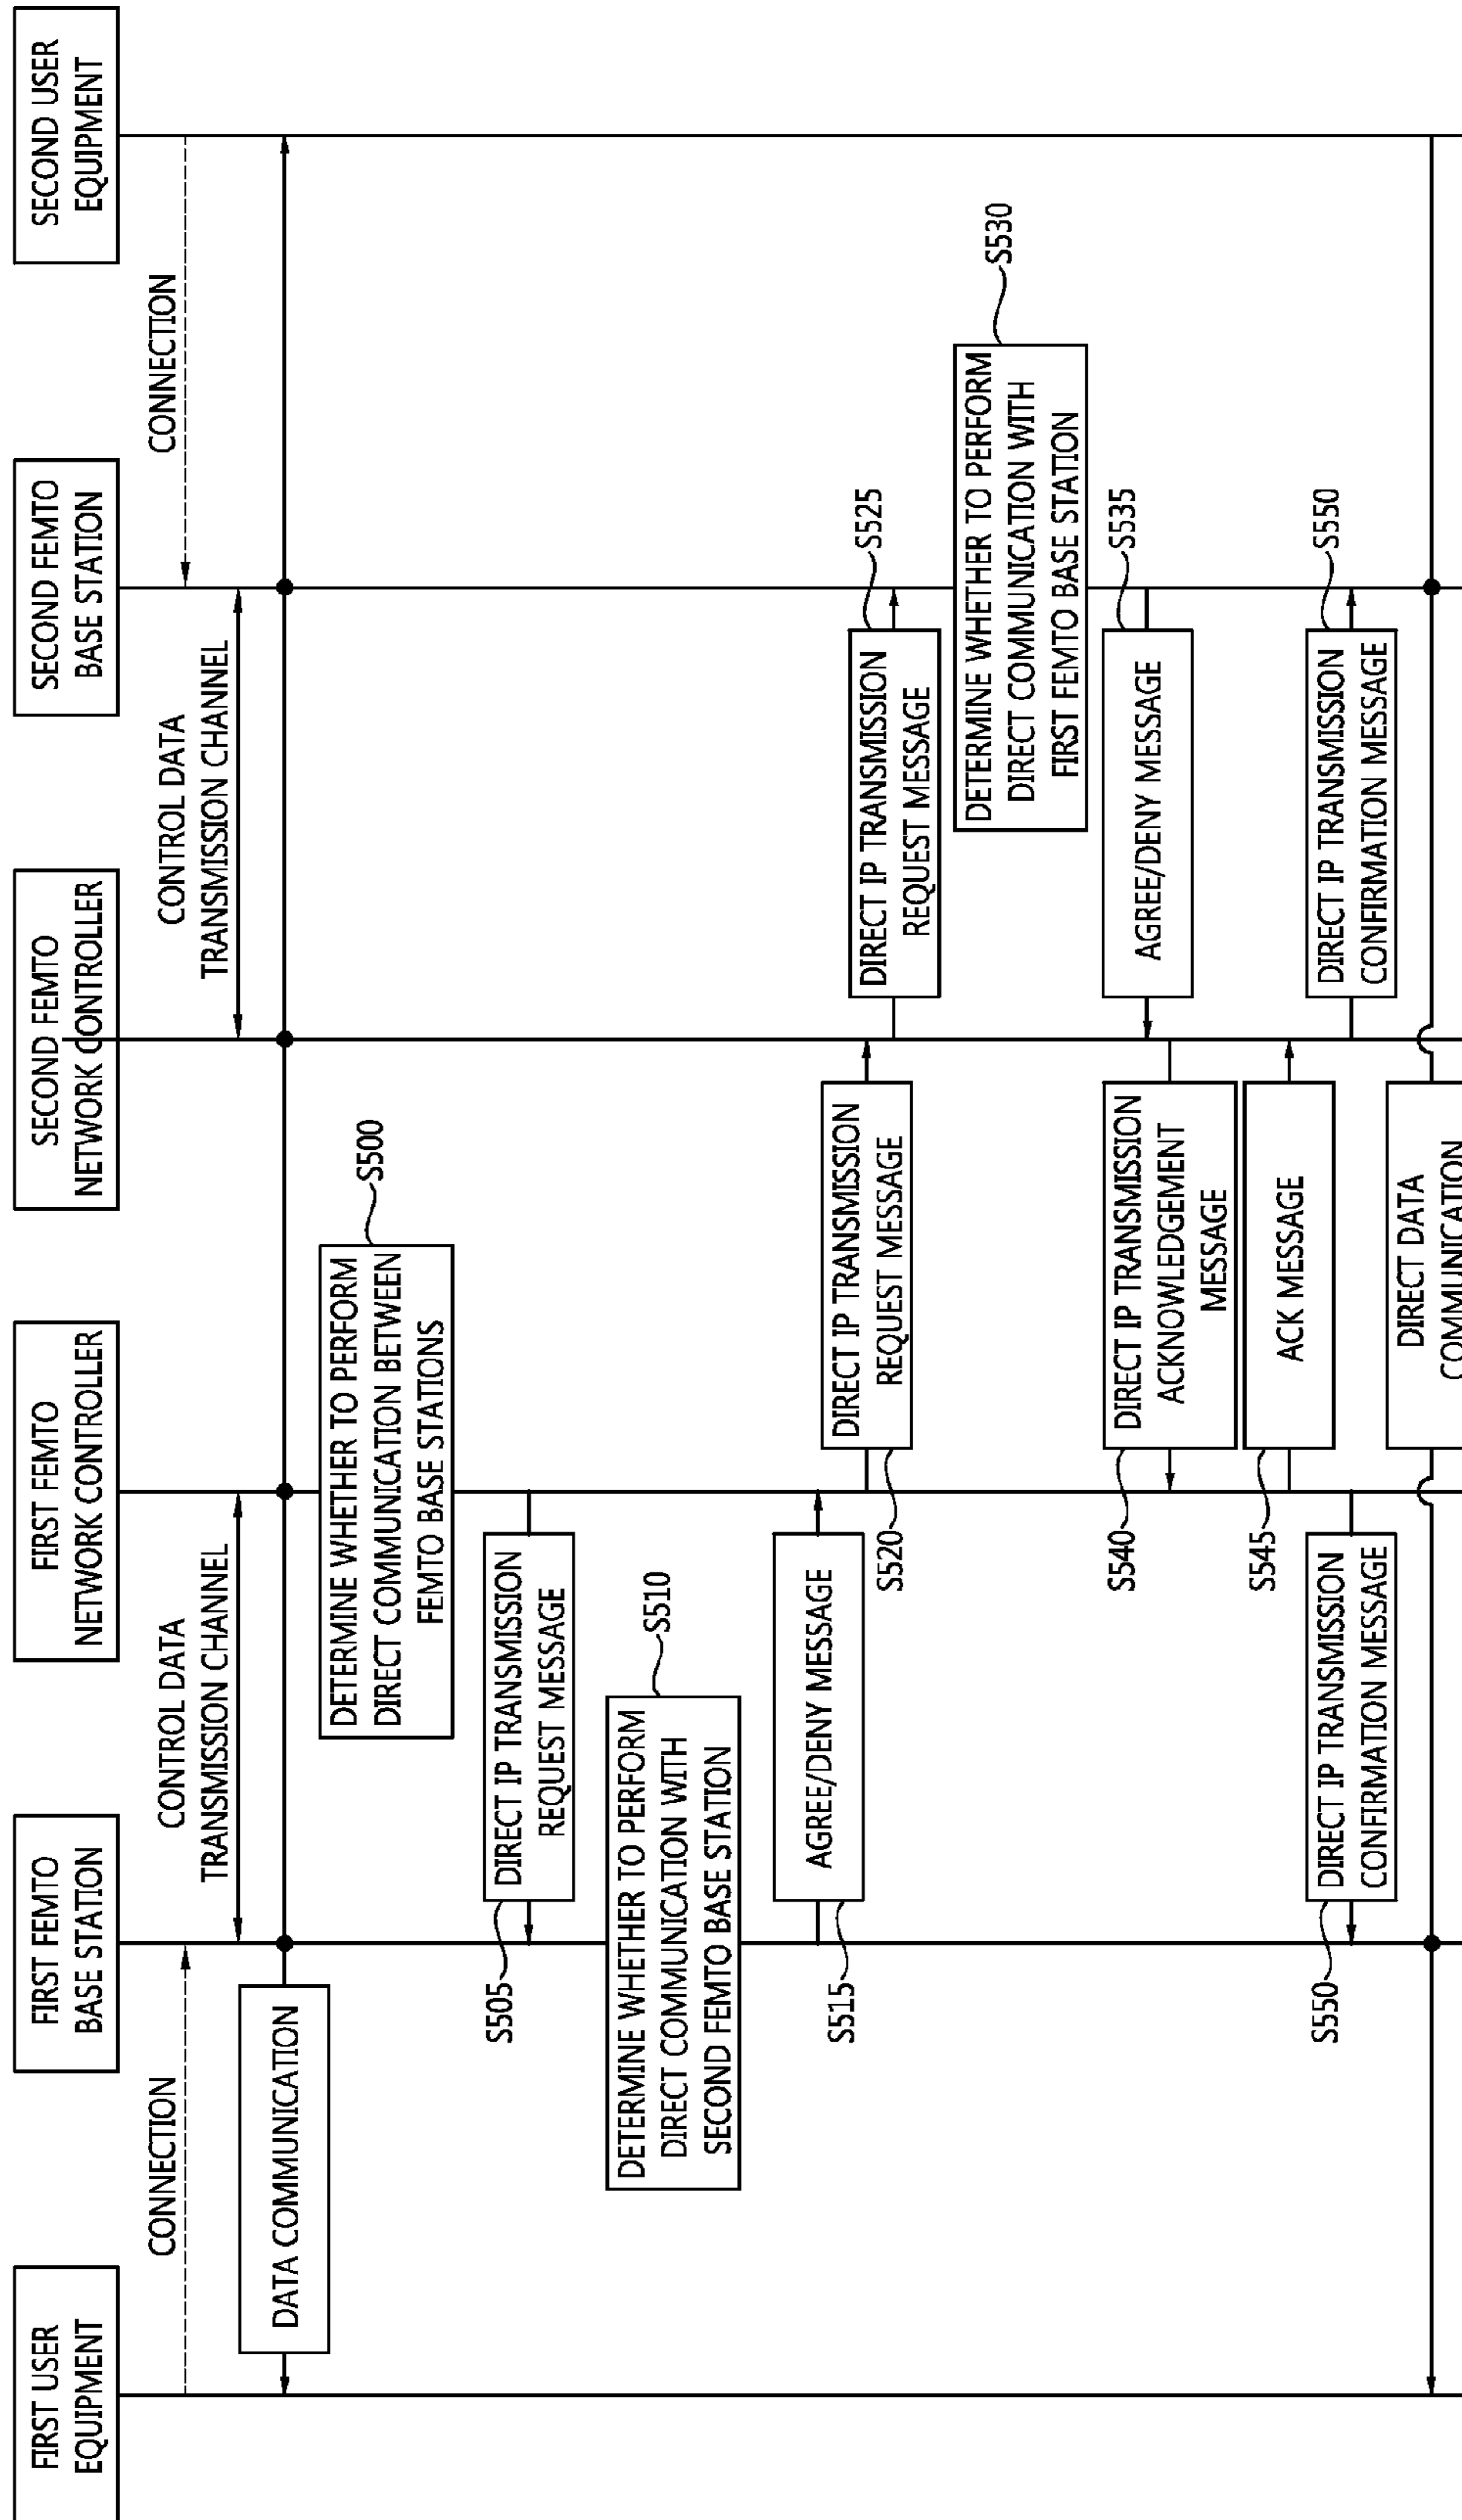 FIRST USER
EQUIPMENT
FIRST FEMTO
BASE STATION
FIRST FEMTO
NETWORK CONTROLLER
SECOND FEMTO
NETWORK CONTROLLER
SECOND FEMTO
BASE STATION
SECOND USER
EQUIPMENT
CONNECTION
CONTROL DATA
TRANSMISSION CHANNEL
CONTROL DATA
TRANSMISSION CHANNEL
CONNECTION
DATA COMMUNICATION
DETERMINE WHETHER TO PERFORM
DIRECT COMMUNICATION BETWEEN
FEMTO BASE STATIONS
S500
S505
DIRECT IP TRANSMISSION
REQUEST MESSAGE
DETERMINE WHETHER TO PERFORM
DIRECT COMMUNICATION WITH
SECOND FEMTO BASE STATION
S510
S515
AGREE/DENY MESSAGE
S520
DIRECT IP TRANSMISSION
REQUEST MESSAGE
DIRECT IP TRANSMISSION
REQUEST MESSAGE
S525
DETERMINE WHETHER TO PERFORM
DIRECT COMMUNICATION WITH
FIRST FEMTO BASE STATION
S530
AGREE/DENY MESSAGE
S535
S540
DIRECT IP TRANSMISSION
ACKNOWLEDGEMENT
MESSAGE
S545
ACK MESSAGE
S550
DIRECT IP TRANSMISSION
CONFIRMATION MESSAGE
DIRECT IP TRANSMISSION
CONFIRMATION MESSAGE
S550
DIRECT DATA
COMMUNICATION